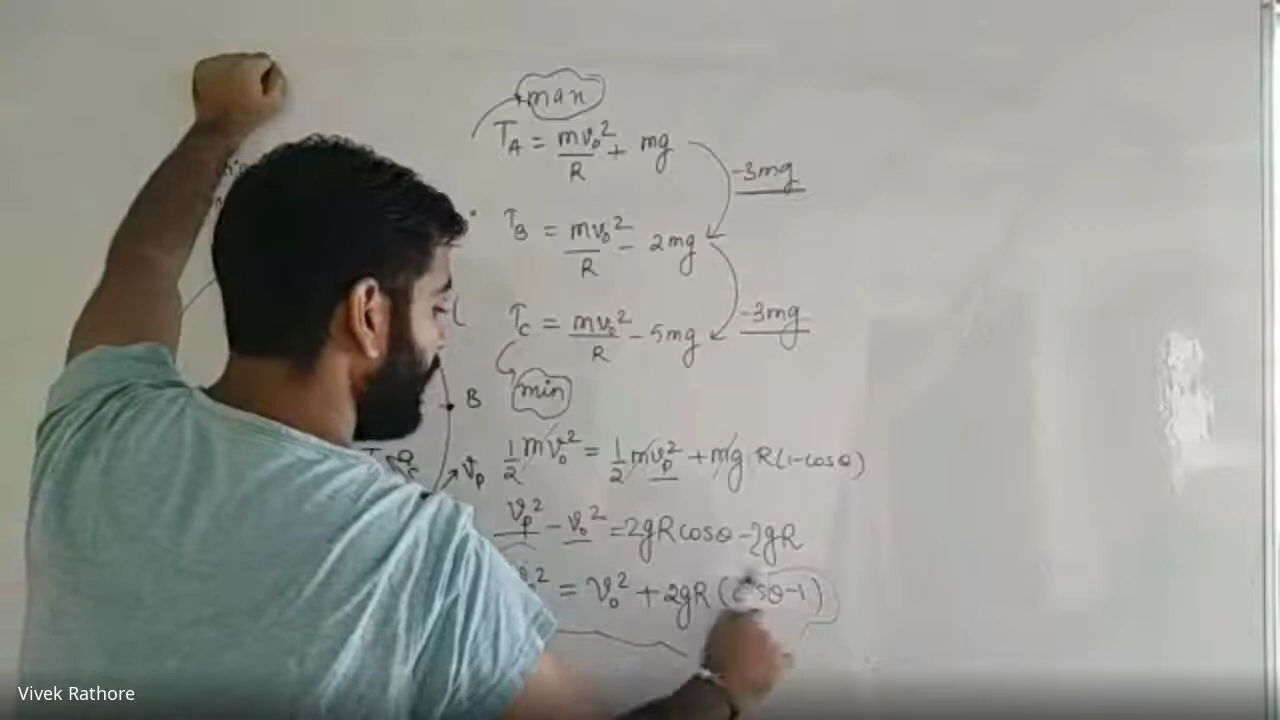 max
T_A = mv₀²/R + mg
-3mg
T_B = mv₀²/R - 2mg
T_C = mv₀²/R - 5mg
-3mg
min
B
½mv₀² = ½mv_p² + mg R(1-cosθ)
v_p
v_p² - v₀² = 2gRcosθ - 2gR
² = v₀² + 2gR(cosθ-1)
Vivek Rathore